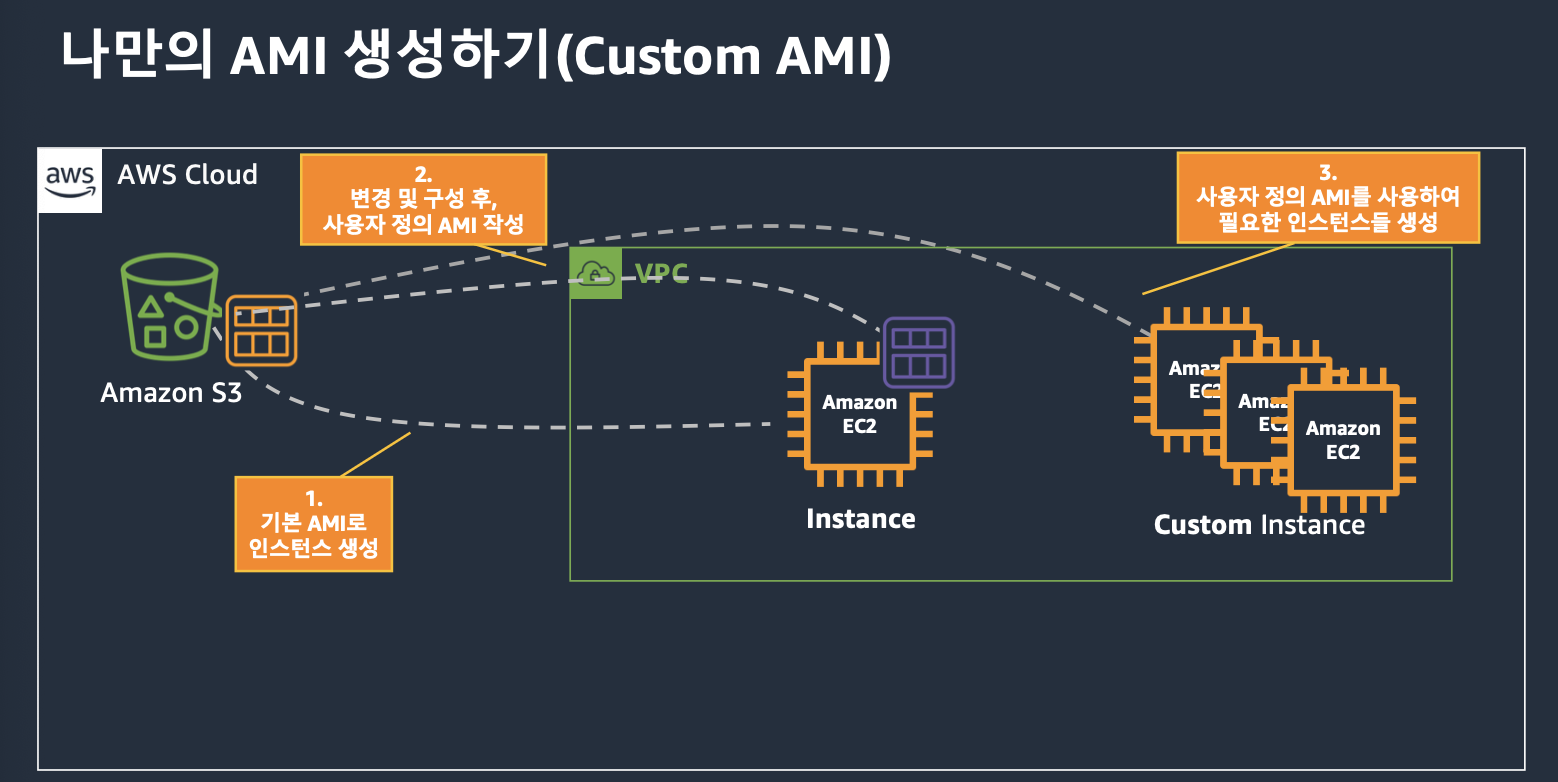 나만의 AMI 생성하기(Custom AMI)
aws
AWS Cloud
2.
변경 및 구성 후,
사용자 정의 AMI 작성
3.
사용자 정의 AMI를 사용하여
필요한 인스턴스들 생성
VPC
Amazon S3
Amazon
EC2
Instance
Amaz
EC2
Amaz
EC2
Amazon
EC2
Custom Instance
1.
기본 AMI로
인스턴스 생성